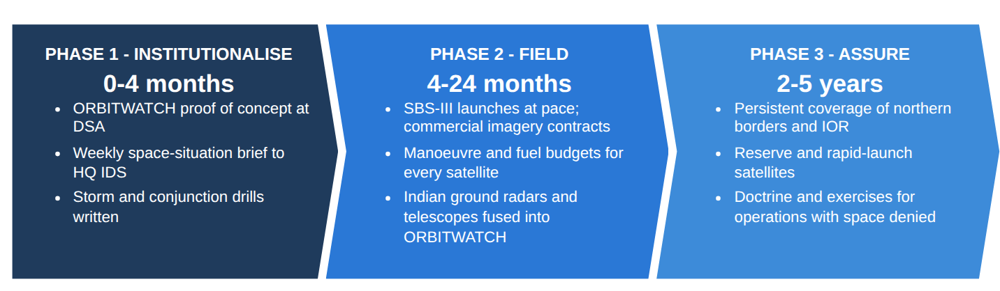 PHASE 1 - INSTITUTIONALISE
0-4 months
• ORBITWATCH proof of concept at
DSA
• Weekly space-situation brief to
HQ IDS
• Storm and conjunction drills
written
PHASE 2 - FIELD
4-24 months
• SBS-III launches at pace;
commercial imagery contracts
• Manoeuvre and fuel budgets for
every satellite
• Indian ground radars and
telescopes fused into
ORBITWATCH
PHASE 3 - ASSURE
2-5 years
• Persistent coverage of northern
borders and IOR
• Reserve and rapid-launch
satellites
• Doctrine and exercises for
operations with space denied